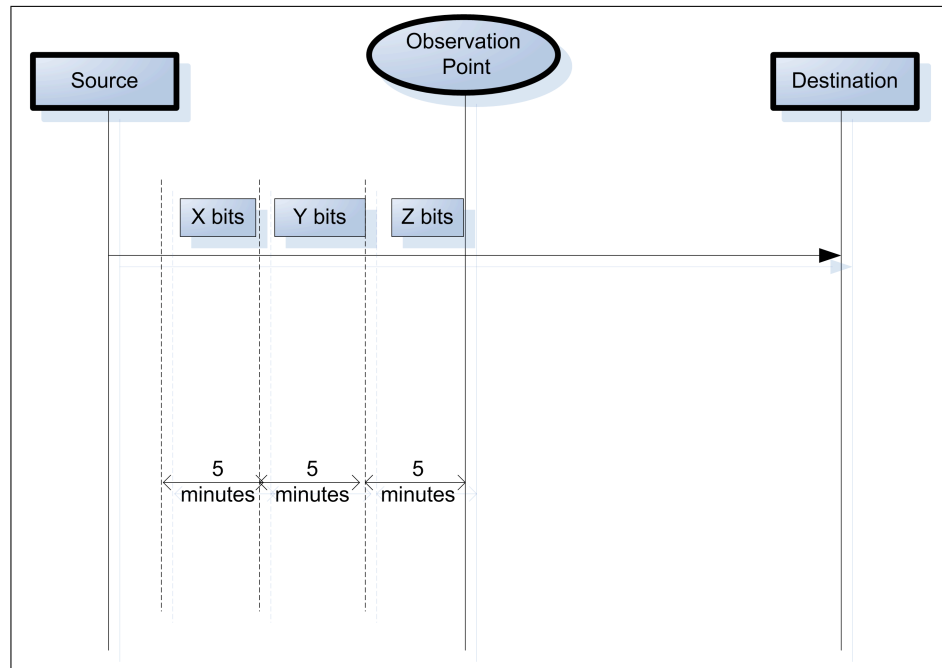 Observation
Point
Source
Destination
X bits
Y bits
Z bits
5
minutes
5
minutes
5
minutes